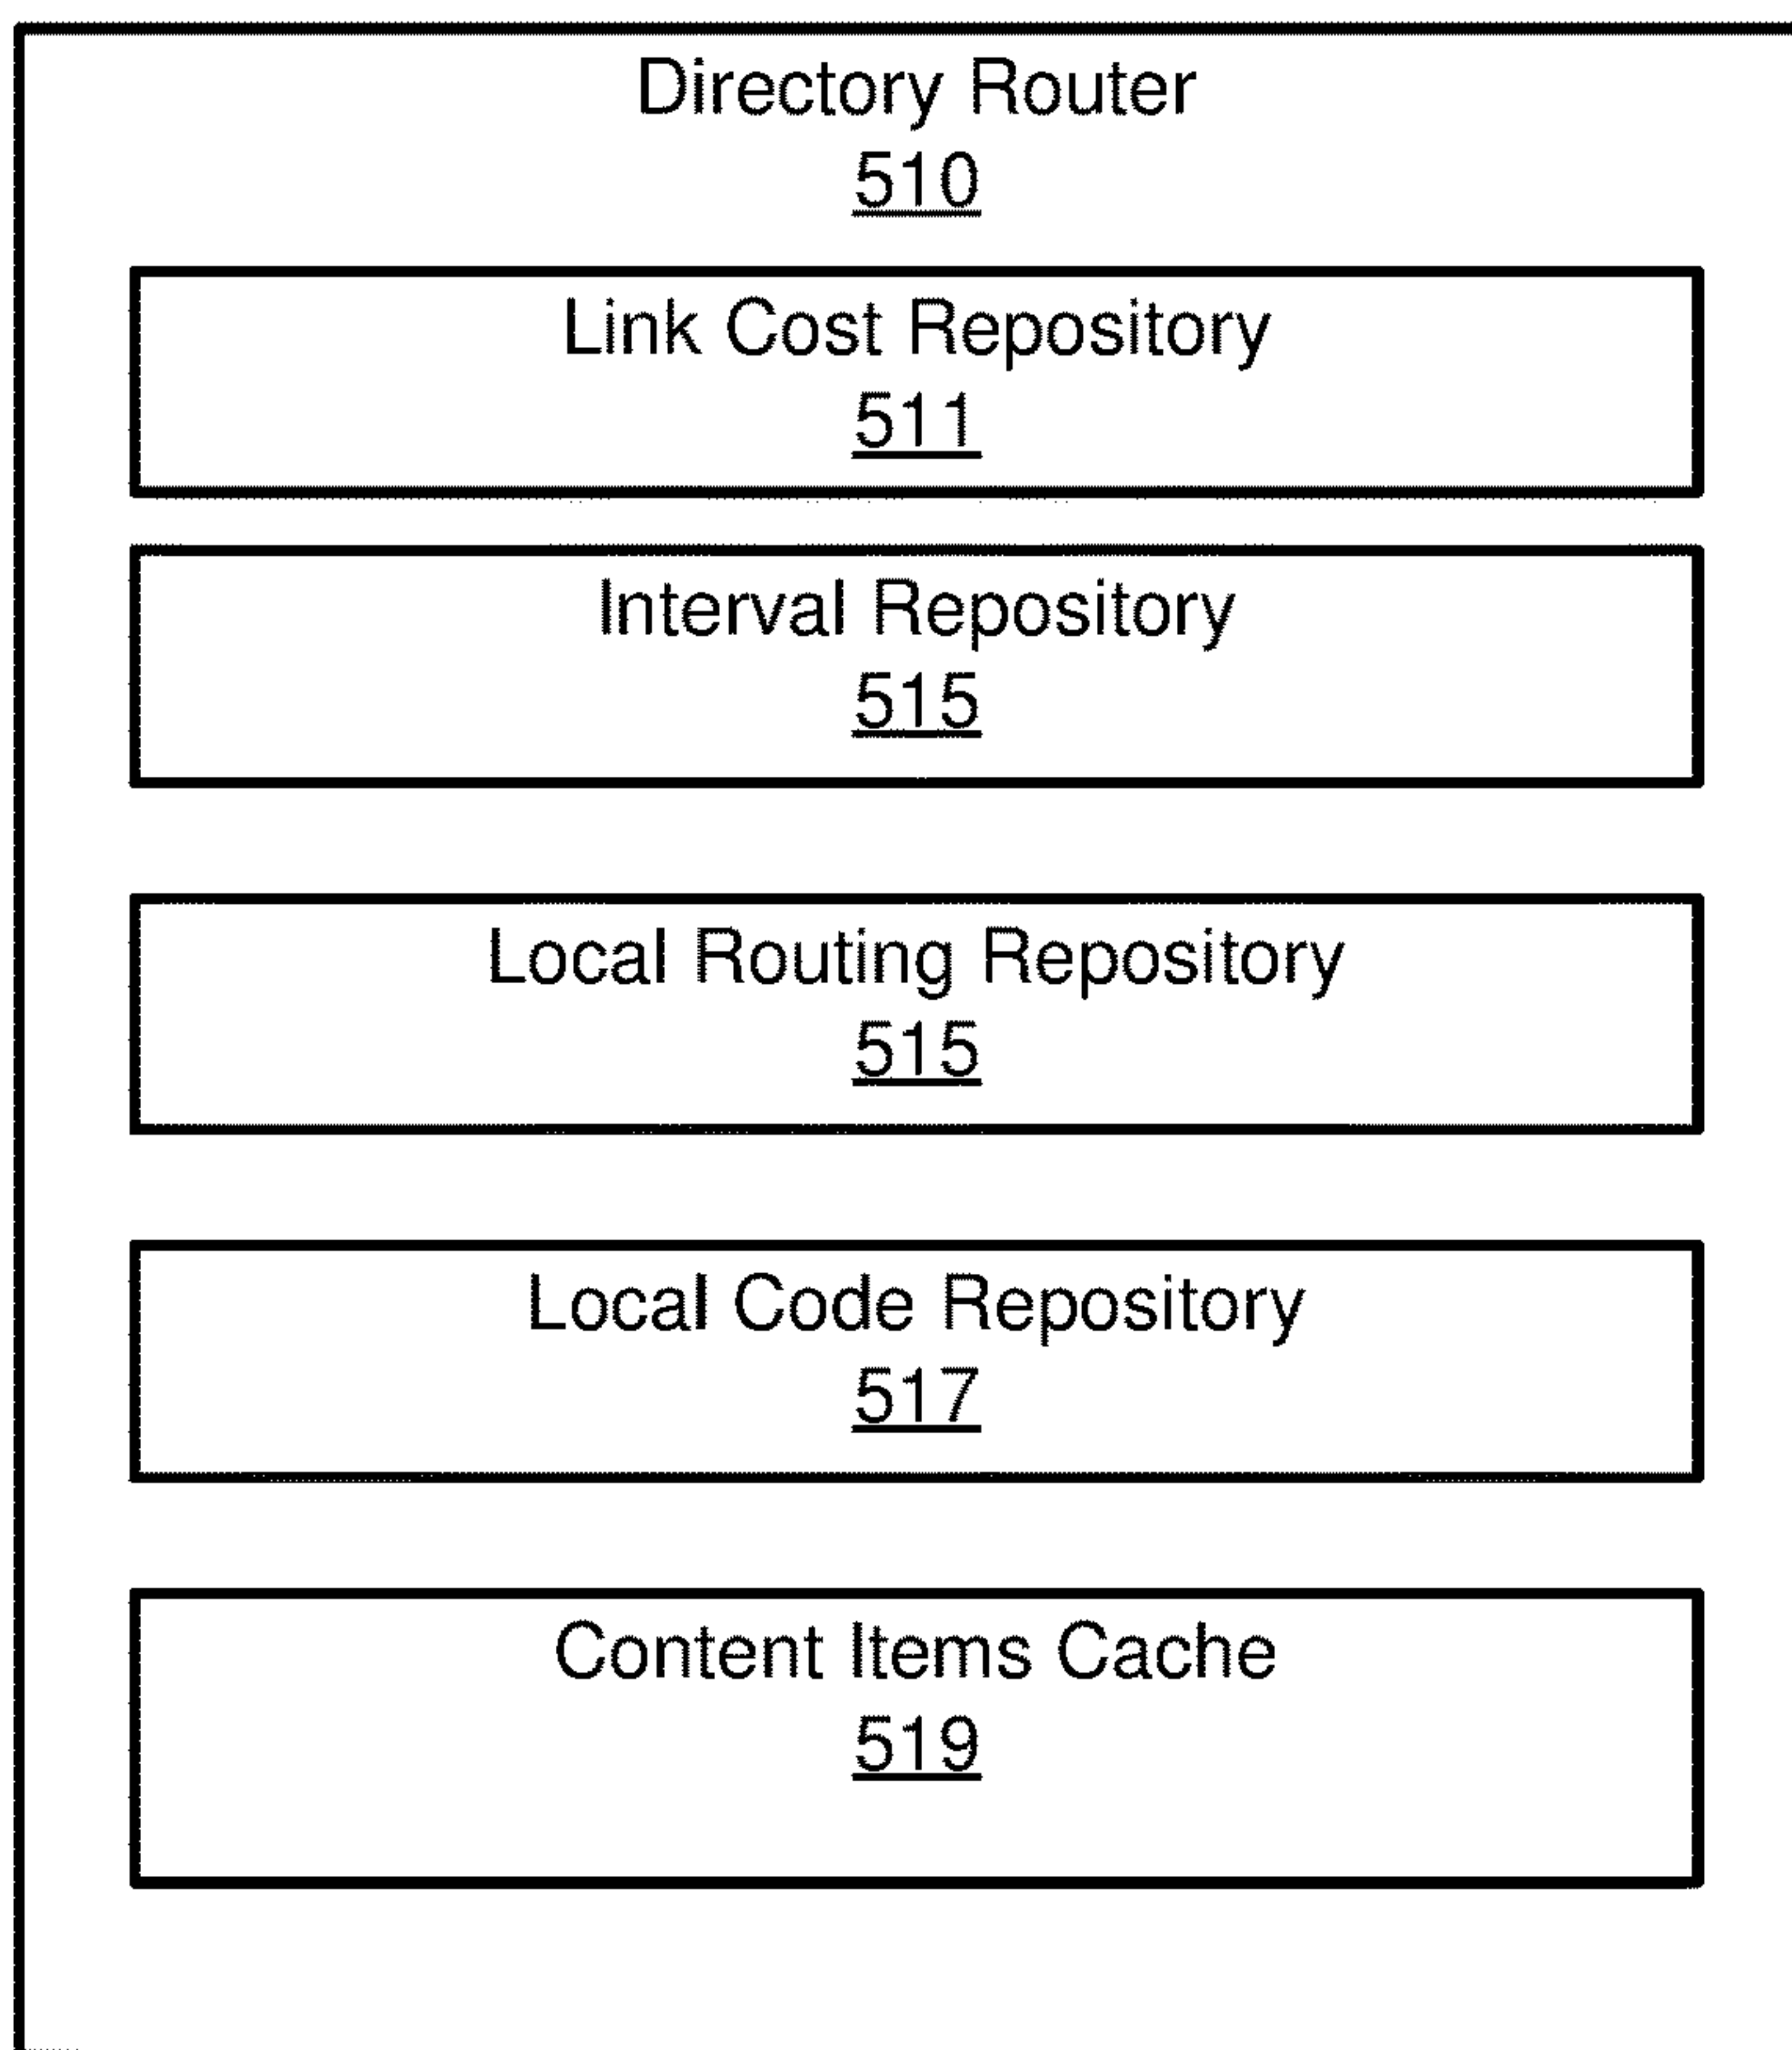 Directory Router
510
Link Cost Repository
511
Interval Repository
515
Local Routing Repository
515
Local Code Repository
517
Content Items Cache
519